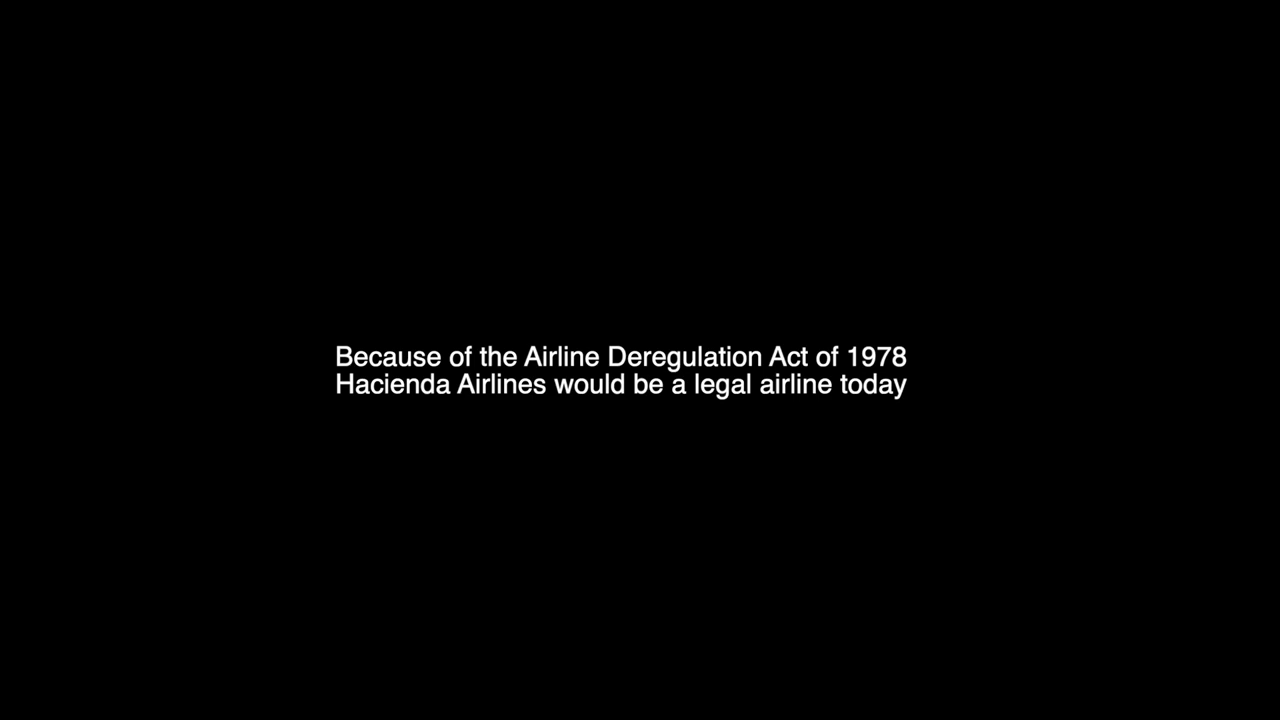 Because of the Airline Deregulation Act of 1978
Hacienda Airlines would be a legal airline today